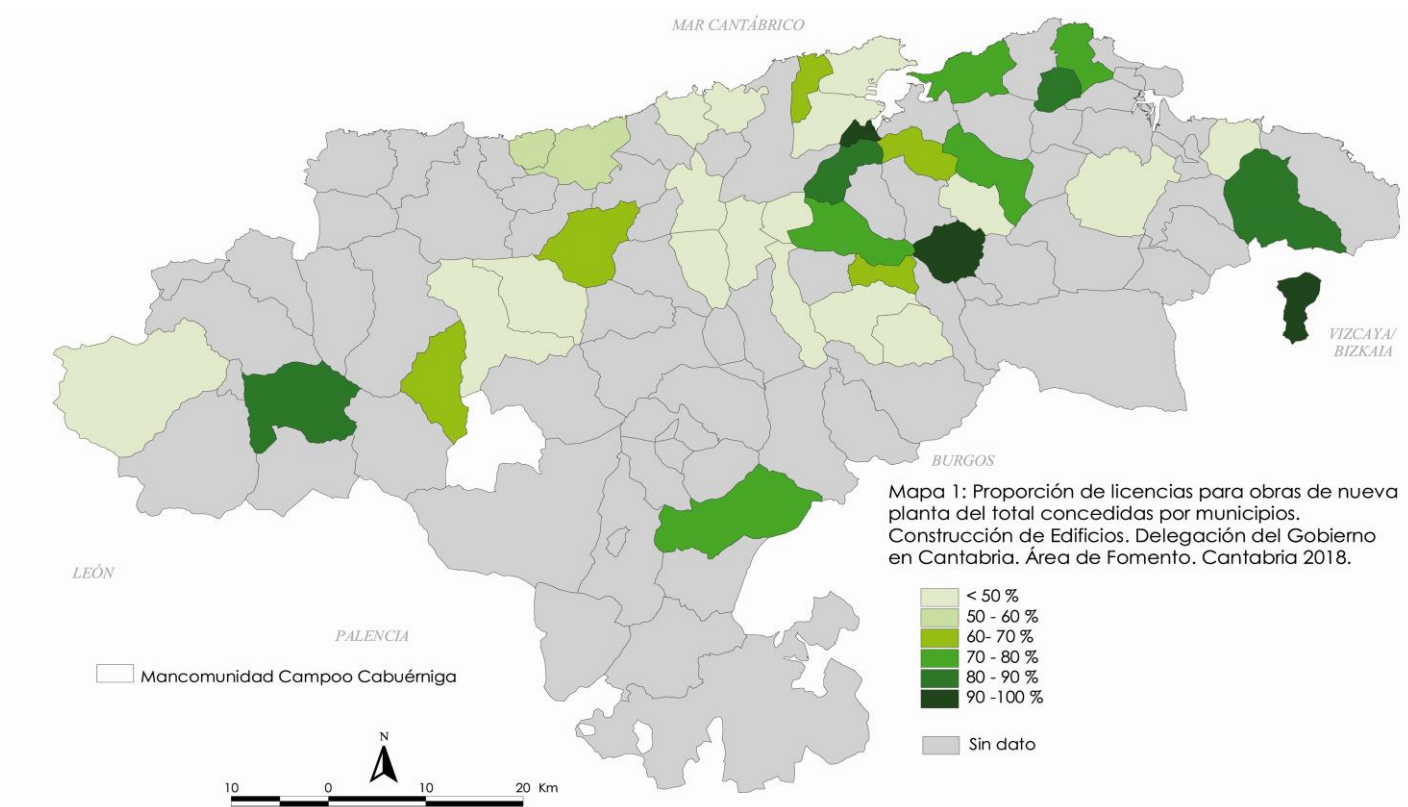 MAR CANTÁBRICO
VIZCAYA/
BIZKAIA
BURGOS
LEÓN
PALENCIA
Mapa 1: Proporción de licencias para obras de nueva
planta del total concedidas por municipios.
Construcción de Edificios. Delegación del Gobierno
en Cantabria. Área de Fomento. Cantabria 2018.
< 50 %
50 - 60 %
60- 70 %
70 - 80 %
80 - 90 %
90 -100 %
Sin dato
Mancomunidad Campoo Cabuérniga
N
10 0 10 20 Km